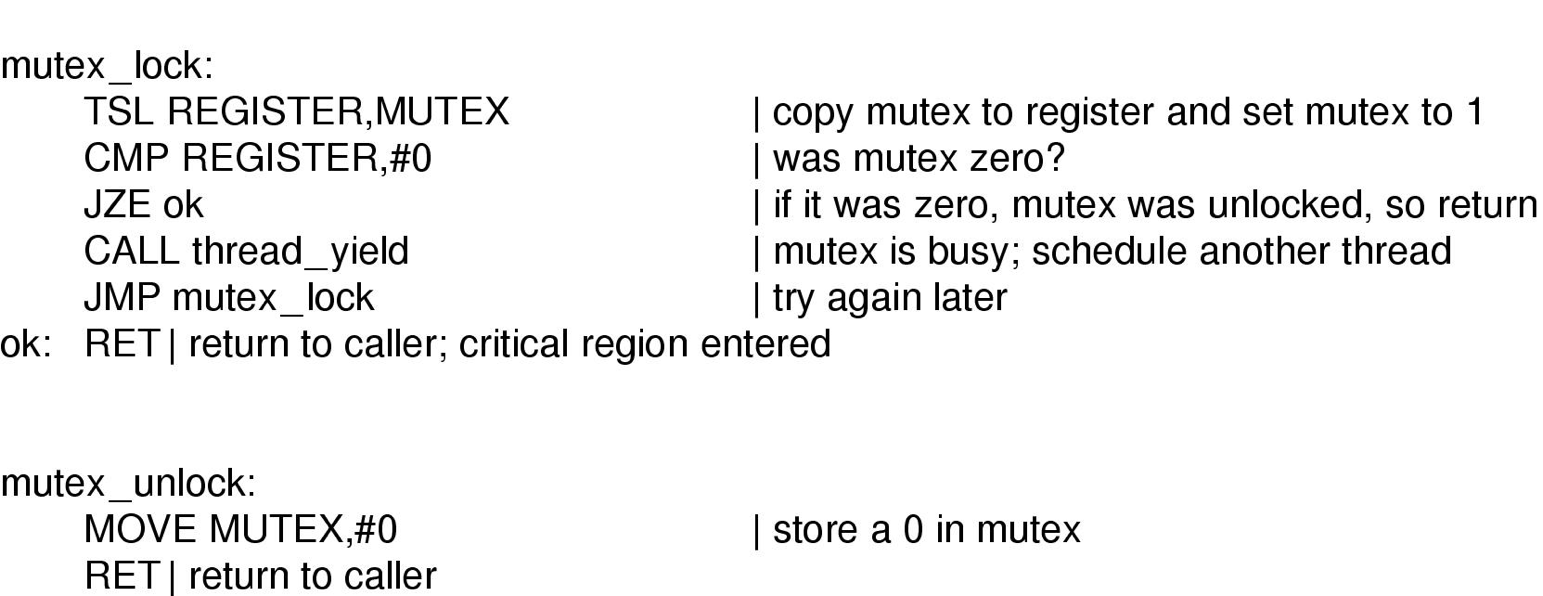 mutex_lock:
TSL REGISTER,MUTEX | copy mutex to register and set mutex to 1
CMP REGISTER,#0 | was mutex zero?
JZE ok | if it was zero, mutex was unlocked, so return
CALL thread_yield | mutex is busy; schedule another thread
JMP mutex_lock | try again later
ok: RET | return to caller; critical region entered
mutex_unlock:
MOVE MUTEX,#0 | store a 0 in mutex
RET | return to caller